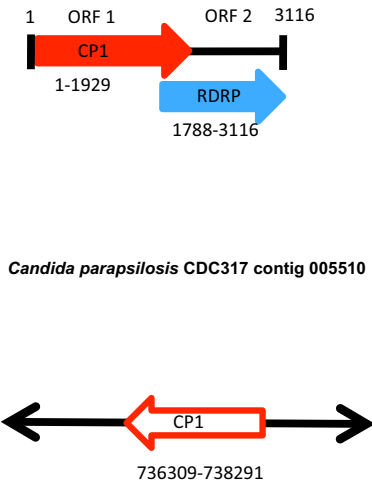 1 ORF 1 ORF 2 3116
CP1
1-1929
RDRP
1788-3116
Candida parapsilosis CDC317 contig 005510
CP1
736309-738291